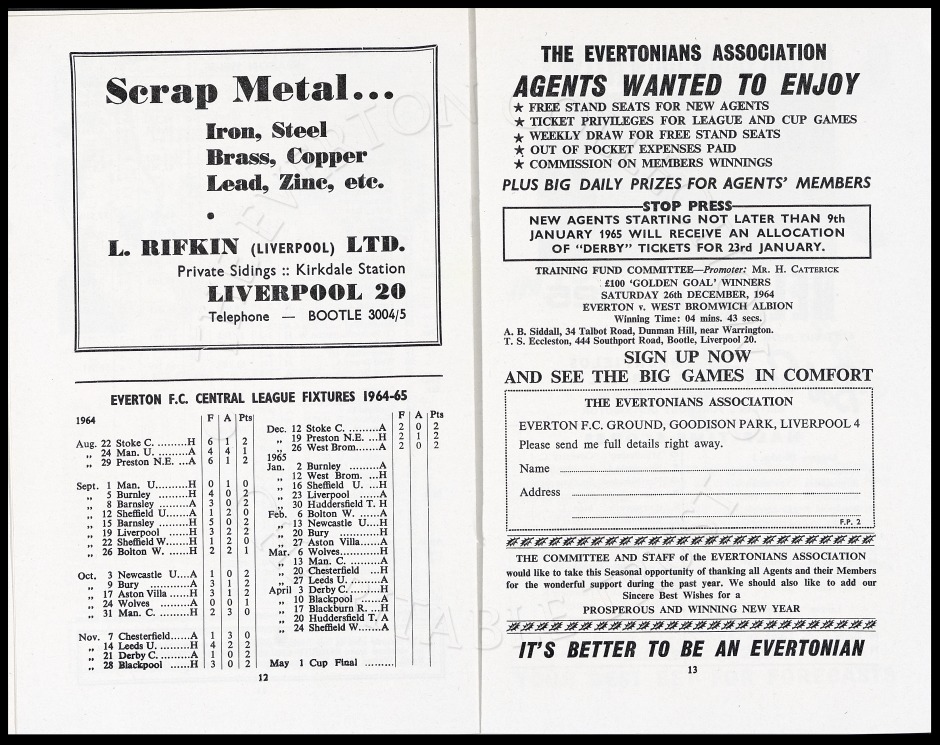 Scrap Metal...
Iron, Steel
Brass, Copper
Lead, Zinc, etc.
•
L. RIFKIN (LIVERPOOL) LTD.
Private Sidings :: Kirkdale Station
LIVERPOOL 20
Telephone — BOOTLE 3004/5
EVERTON F.C. CENTRAL LEAGUE FIXTURES 1964-65
1964 F A Pts
Aug. 22 Stoke C. .........H 6 1 2
„ 24 Man. U. .........A 4 4 1
„ 29 Preston N.E. ...A 6 1 2
Sept. 1 Man. U.........H 0 1 0
„ 5 Burnley .........H 4 0 2
„ 8 Barnsley .........A 3 0 2
„ 12 Sheffield U......A 1 2 0
„ 15 Barnsley .........H 5 0 2
„ 19 Liverpool ......H 3 2 2
„ 22 Sheffield W.....H 1 2 0
„ 26 Bolton W. ......H 2 2 1
Oct. 3 Newcastle U....A 1 0 2
„ 9 Bury ............A 3 1 2
„ 17 Aston Villa ......H 3 1 2
„ 24 Wolves .........A 0 0 1
„ 31 Man. C. .........H 2 3 0
Nov. 7 Chesterfield......A 1 3 0
„ 14 Leeds U. .........H 4 2 2
„ 21 Derby C. .........A 1 0 2
„ 28 Blackpool ......H 3 0 2
F A Pts
Dec. 12 Stoke C. .........A 2 0 2
„ 19 Preston N.E. ...H 2 1 2
„ 26 West Brom.......A 2 0 2
1965
Jan. 2 Burnley .........A
„ 12 West Brom. ...H
„ 16 Sheffield U. ...H
„ 23 Liverpool ......A
„ 30 Huddersfield T. H
Feb. 6 Bolton W. ......A
„ 13 Newcastle U....H
„ 20 Bury ............H
„ 27 Aston Villa......A
Mar. 6 Wolves............H
„ 13 Man. C. .........A
„ 20 Chesterfield ...H
„ 27 Leeds U. .........A
April 3 Derby C. .........H
„ 10 Blackpool ......A
„ 17 Blackburn R. ...H
„ 20 Huddersfield T. A
„ 24 Sheffield W.......A
May 1 Cup Final .........
12
THE EVERTONIANS ASSOCIATION
AGENTS WANTED TO ENJOY
★ FREE STAND SEATS FOR NEW AGENTS
★ TICKET PRIVILEGES FOR LEAGUE AND CUP GAMES
★ WEEKLY DRAW FOR FREE STAND SEATS
★ OUT OF POCKET EXPENSES PAID
★ COMMISSION ON MEMBERS WINNINGS
PLUS BIG DAILY PRIZES FOR AGENTS' MEMBERS
STOP PRESS
NEW AGENTS STARTING NOT LATER THAN 9th
JANUARY 1965 WILL RECEIVE AN ALLOCATION
OF "DERBY" TICKETS FOR 23rd JANUARY.
TRAINING FUND COMMITTEE—Promoter: MR. H. CATTERICK
£100 'GOLDEN GOAL' WINNERS
SATURDAY 26th DECEMBER, 1964
EVERTON v. WEST BROMWICH ALBION
Winning Time: 04 mins. 43 secs.
A. B. Siddall, 34 Talbot Road, Dunman Hill, near Warrington.
T. S. Eccleston, 444 Southport Road, Bootle, Liverpool 20.
SIGN UP NOW
AND SEE THE BIG GAMES IN COMFORT
THE EVERTONIANS ASSOCIATION
EVERTON F.C. GROUND, GOODISON PARK, LIVERPOOL 4
Please send me full details right away.
Name
Address
F.P. 2
THE COMMITTEE AND STAFF of the EVERTONIANS ASSOCIATION
would like to take this Seasonal opportunity of thanking all Agents and their Members
for the wonderful support during the past year. We should also like to add our
Sincere Best Wishes for a
PROSPEROUS AND WINNING NEW YEAR
IT'S BETTER TO BE AN EVERTONIAN
13